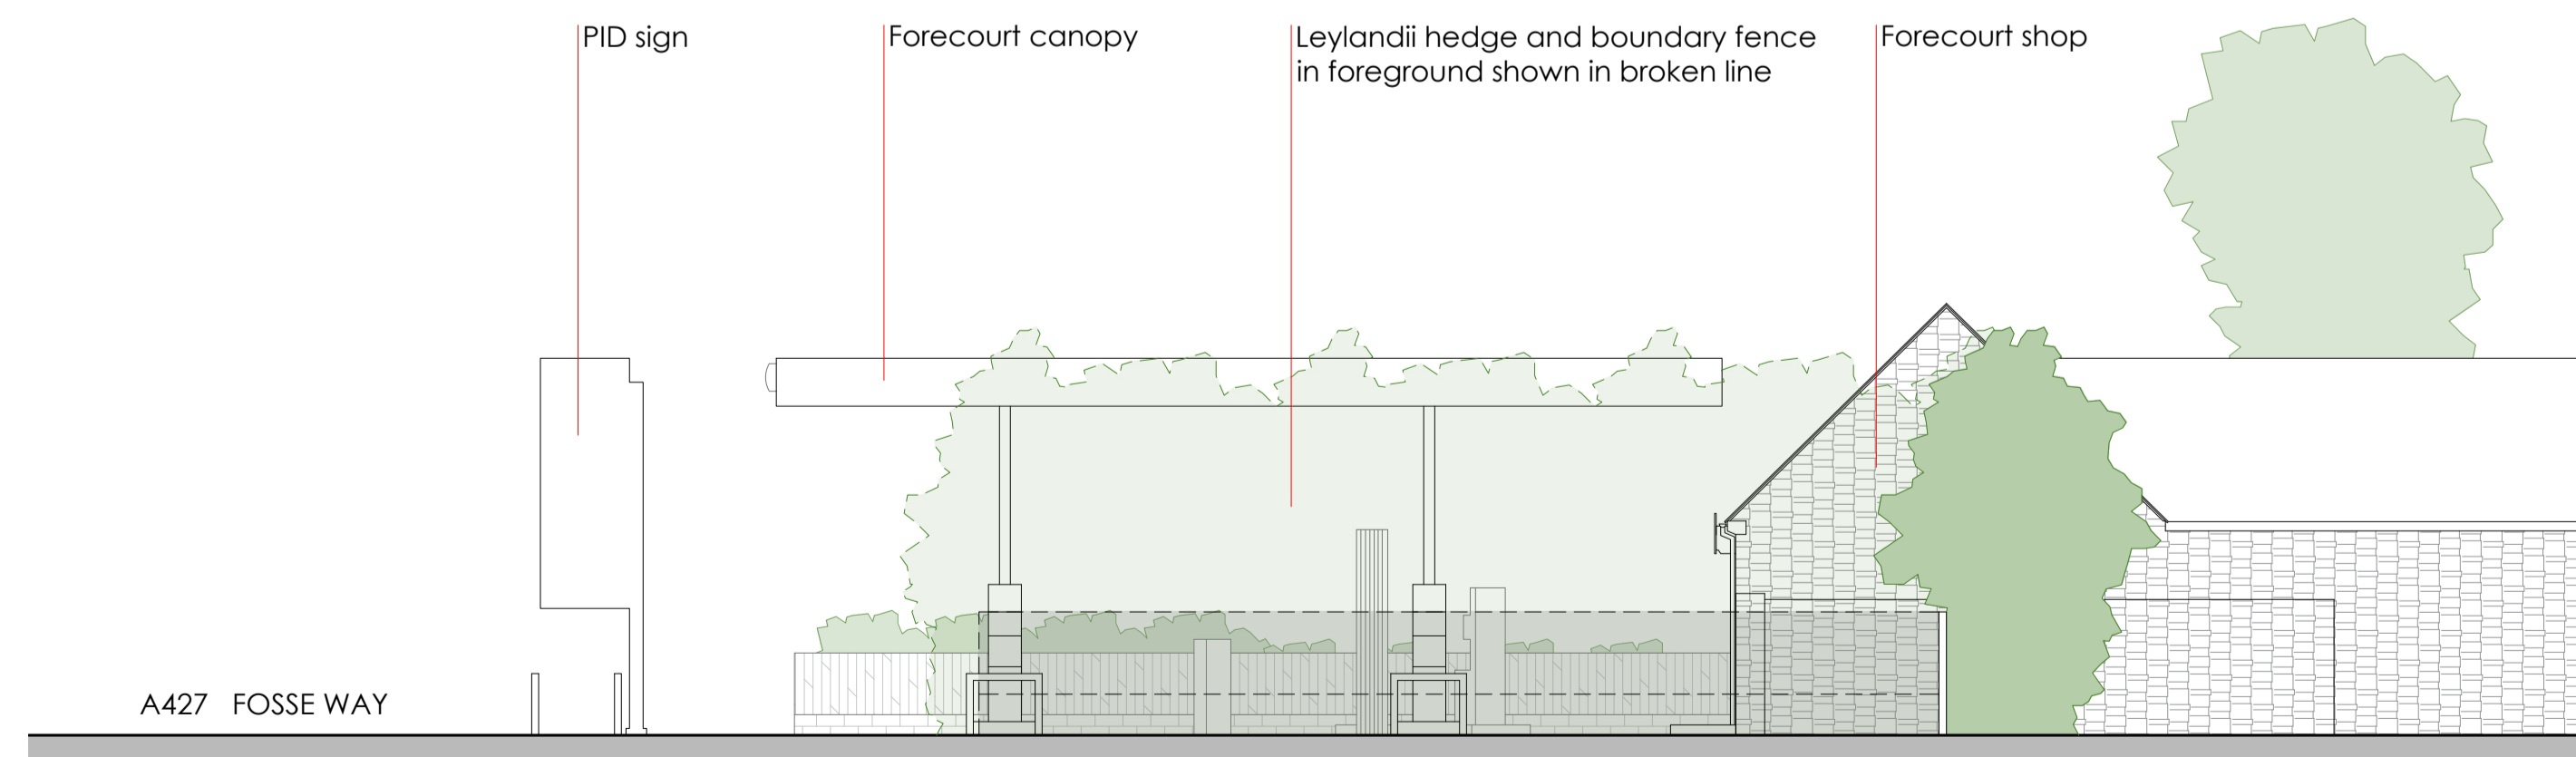 PID sign
Forecourt canopy
Leylandii hedge and boundary fence
in foreground shown in broken line
Forecourt shop
A427 FOSSE WAY